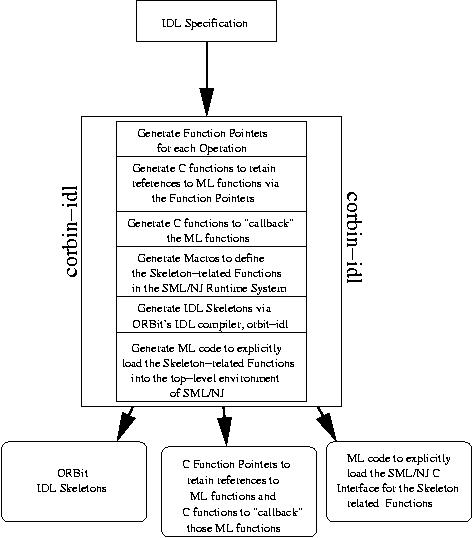 IDL Specification
corbin-idl
corbin-idl
Generate Function Pointers
for each Operation
Generate C functions to retain
references to ML functions via
the Function Pointers
Generate C functions to "callback"
the ML functions
Generate Macros to define
the Skeleton-related Functions
in the SML/NJ Runtime System
Generate IDL Skeletons via
ORBit's IDL compiler, orbit-idl
Generate ML code to explicitly
load the Skeleton-related Functions
into the top-level environment
of SML/NJ
ORBit
IDL Skeletons
C Function Pointers to
retain references to
ML functions and
C functions to "callback"
those ML functions
ML code to explicitly
load the SML/NJ C
Interface for the Skeleton
related Functions